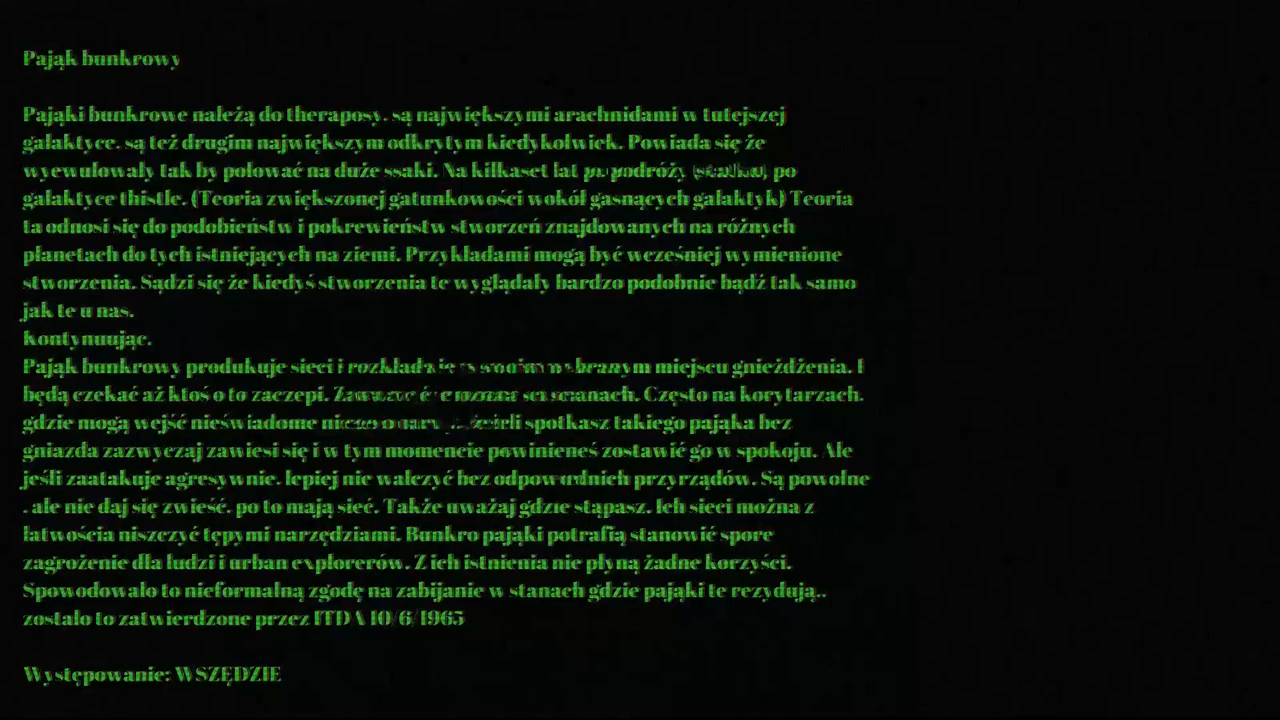 Pająk bunkrowy
Pająki bunkrowe należą do theraposy. są największymi arachnidami w tutejszej
galaktyce. są też drugim największym odkrytym kiedykolwiek. Powiada się że
wyewulowały tak by polować na duże ssaki. Na kilkaset lat podróży po
galaktyce thistle. (Teoria zwiększonej gatunkowości wokół gasnących galaktyk) Teoria
ta odnosi się do podobieństw i pokrewieństw stworzeń znajdowanych na różnych
planetach do tych istniejących na ziemi. Przykładami mogą być wcześniej wymienione
stworzenia. Sądzi się że kiedyś stworzenia te wyglądały bardzo podobnie bądź tak samo
jak te u nas.
kontynuując.
Pająk bunkrowy produkuje sieci i rozkłada je w swoim wybranym miejscu gnieżdżenia. I
będą czekać aż ktoś o to zaczepi. Często na korytarzach.
gdzie mogą wejść nieświadome spotkasz takiego pająka bez
gniazda zazwyczaj zawiesi się i w tym momencie powinieneś zostawić go w spokoju. Ale
jeśli zaatakuje agresywnie. lepiej nie walczyć bez odpowiednich przyrządów. Są powolne
. ale nie daj się zwieść. po to mają sieć. Także uważaj gdzie stąpasz. Ich sieci można z
łatwościa niszczyć tępymi narzędziami. Bunkro pająki potrafią stanowić spore
zagrożenie dla ludzi i urban explorerów. Z ich istnienia nie płyną żadne korzyści.
Spowodowało to nieformalną zgodę na zabijanie w stanach gdzie pająki te rezydują..
zostało to zatwierdzone przez ITDA 10/6/1965
Występowanie: WSZĘDZIE